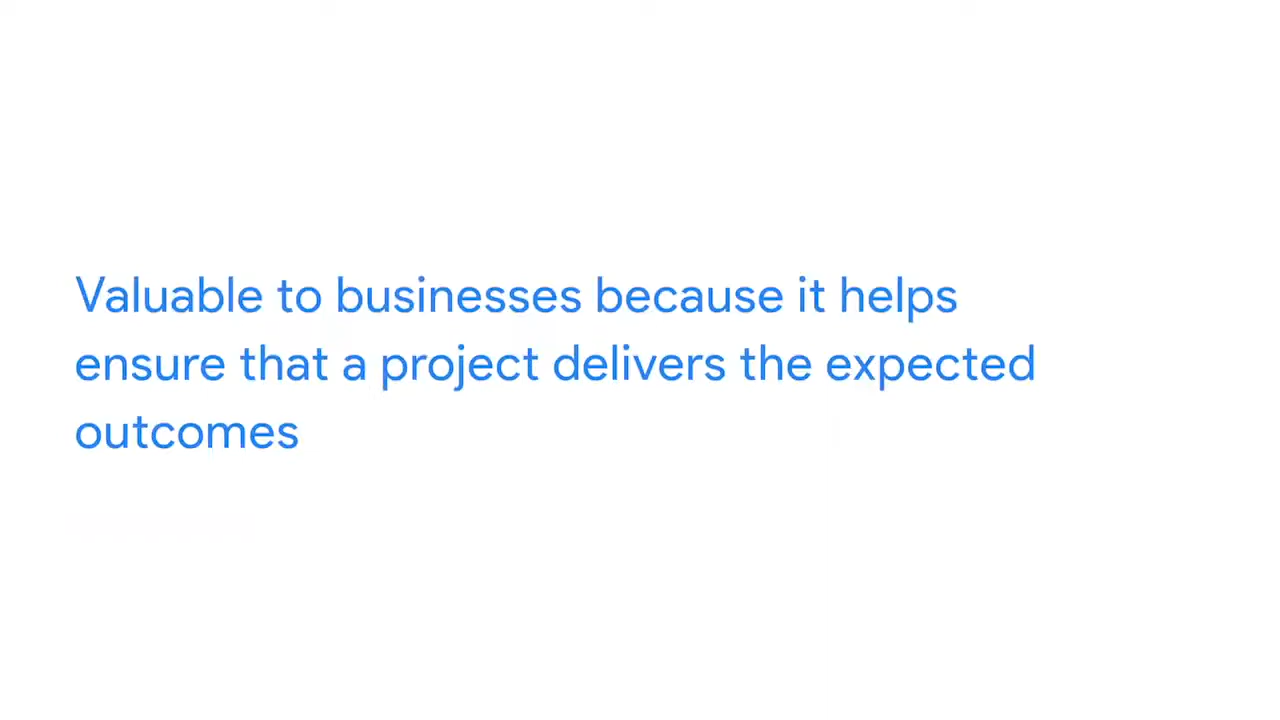 Valuable to businesses because it helps
ensure that a project delivers the expected
outcomes